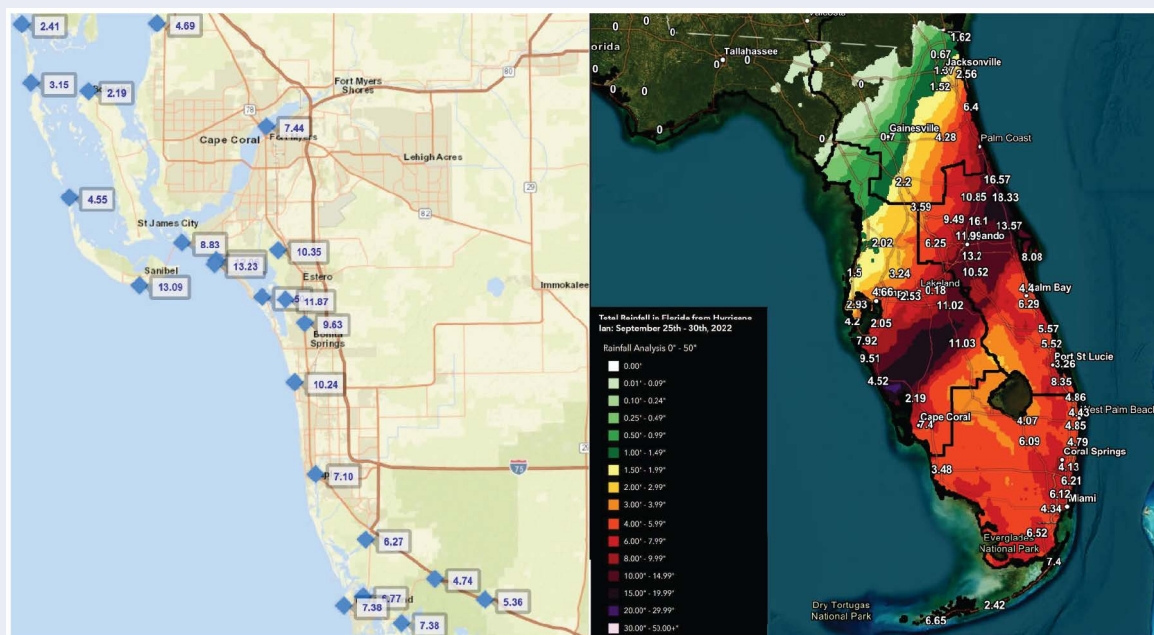 2.41
4.69
3.15
2.19
Fort Myers
Shores
80
78
7.44
Cape Coral
Lehigh Acres
29
4.55
82
St James City
8.83
10.35
13.23
Estero
Sanibel
13.09
Immokalee
11.87
9.63
Bonita
Springs
10.24
7.10
75
6.27
4.74
5.36
7.38
7.38
0
0
0
1.62
Tallahassee
0
0
0.67
Jacksonville
2.56
0
0
0
1.52
0
0
6.4
0
Gainesville
4.28
Palm Coast
0
2.2
16.57
10.85
18.33
3.59
9.49
16.1
13.57
2.02
6.25
11.99
13.2
8.08
1.5
3.24
10.52
Lakeland
4.66
2.53
0.18
2.93
11.02
6.29
4.2
2.05
Total Rainfall in Florida from Hurricane
Ian: September 25th - 30th, 2022
7.92
11.03
5.57
5.52
Rainfall Analysis 0" - 50"
9.51
Port St Lucie
3.26
0.00"
4.52
8.35
0.01" - 0.09"
2.19
4.86
0.10" - 0.24"
West Palm Beach
4.43
0.25" - 0.49"
Cape Coral
7.4
4.07
4.85
0.50" - 0.99"
6.09
4.79
1.00" - 1.49"
Coral Springs
1.50" - 1.99"
3.48
4.13
2.00" - 2.99"
6.21
3.00" - 3.99"
6.12
Miami
4.00" - 5.99"
4.34
6.00" - 7.99"
6.52
8.00" - 9.99"
Everglades
National Park
10.00" - 14.99"
7.4
15.00" - 19.99"
20.00" - 29.99"
Dry Tortugas
National Park
2.42
30.00" - 50.00+"
6.65